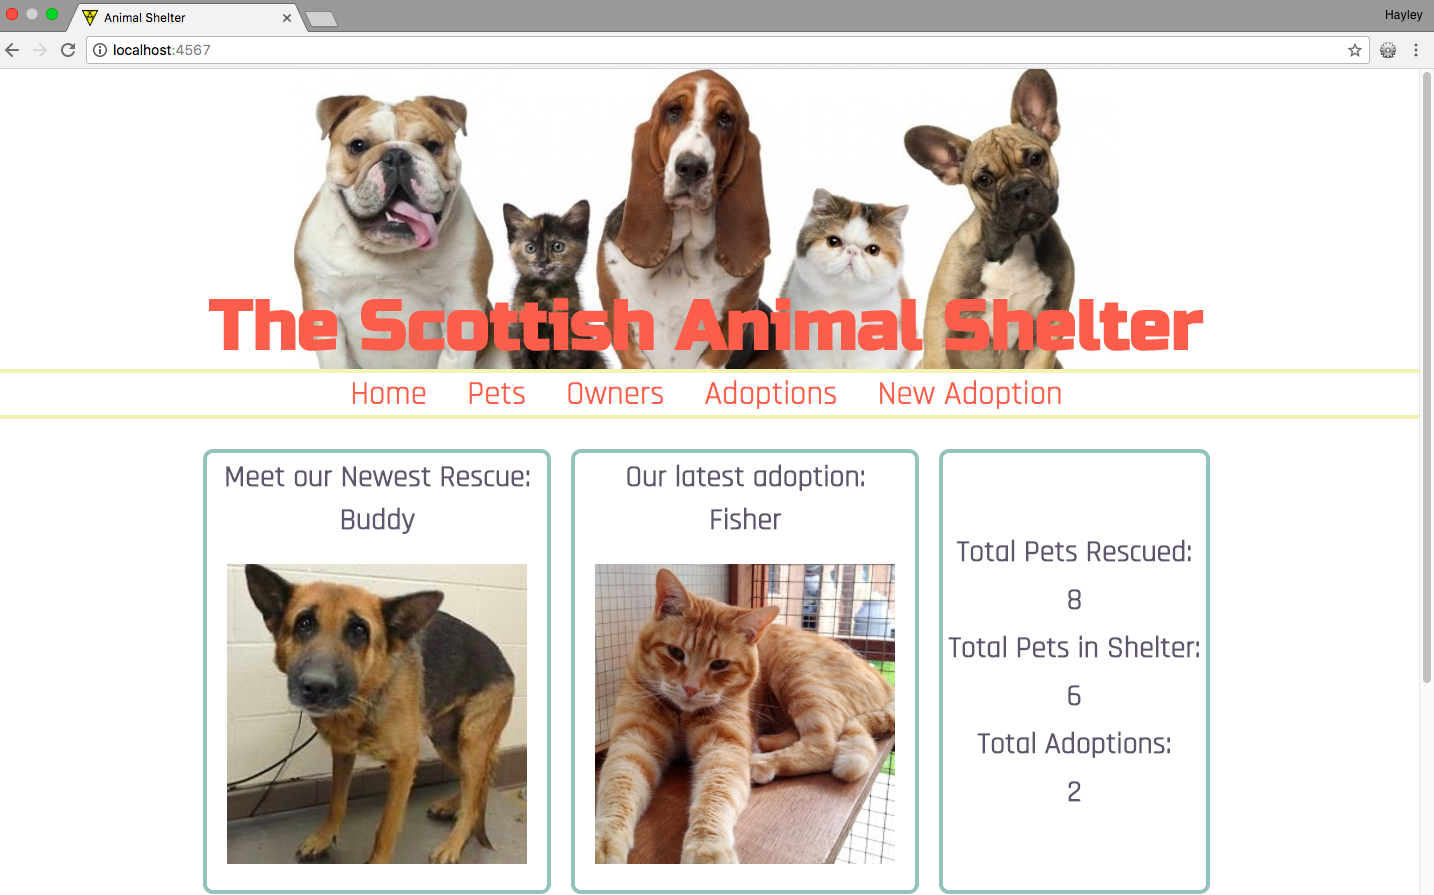 Animal Shelter
Hayley
localhost:4567
The Scottish Animal Shelter
Home Pets Owners Adoptions New Adoption
Meet our Newest Rescue:
Buddy
Our latest adoption:
Fisher
Total Pets Rescued:
8
Total Pets in Shelter:
6
Total Adoptions:
2